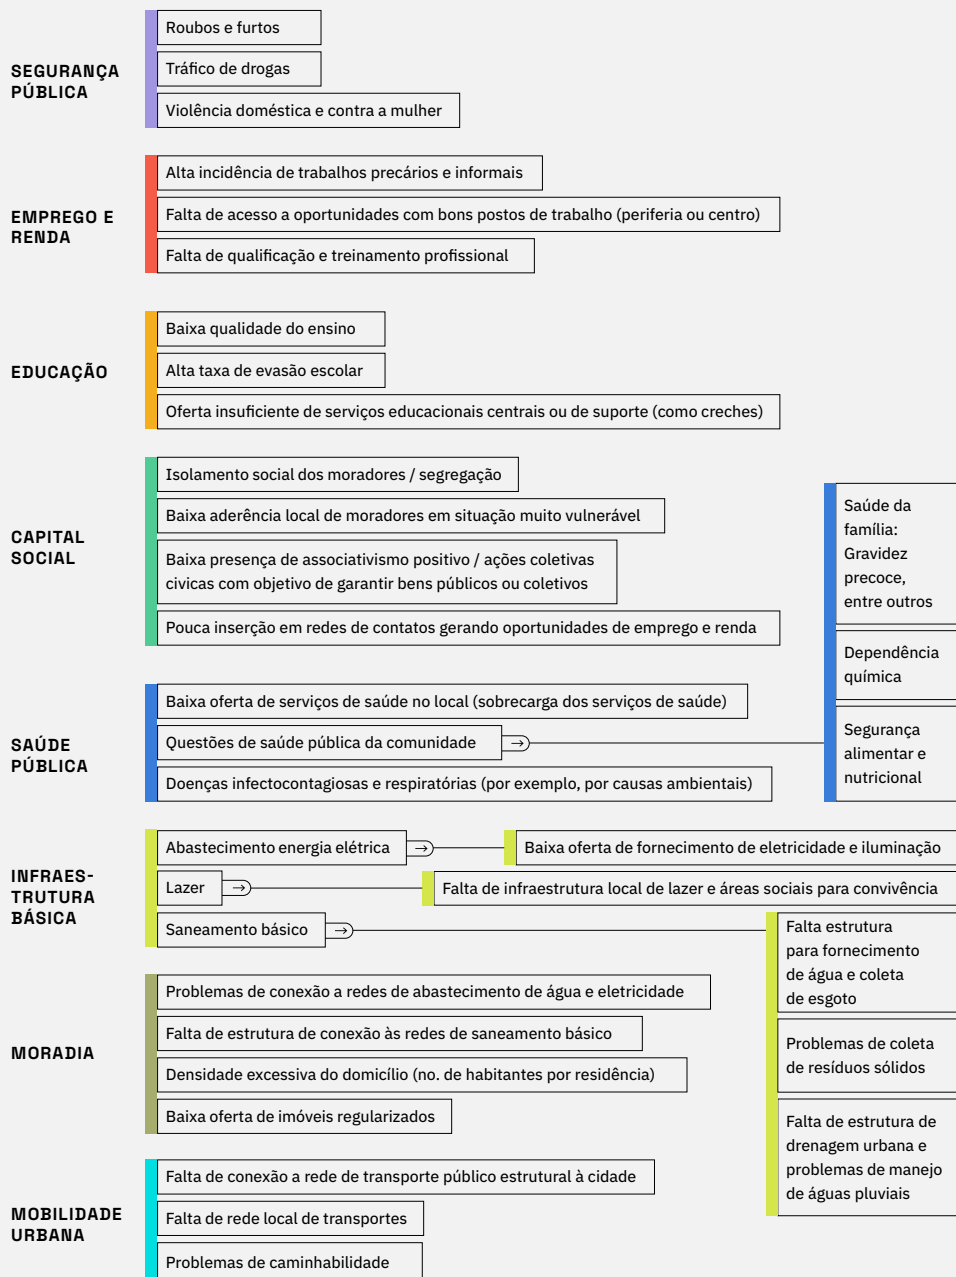 SEGURANÇA
PÚBLICA
Roubos e furtos
Tráfico de drogas
Violência doméstica e contra a mulher
EMPREGO E
RENDA
Alta incidência de trabalhos precários e informais
Falta de acesso a oportunidades com bons postos de trabalho (periferia ou centro)
Falta de qualificação e treinamento profissional
EDUCAÇÃO
Baixa qualidade do ensino
Alta taxa de evasão escolar
Oferta insuficiente de serviços educacionais centrais ou de suporte (como creches)
CAPITAL
SOCIAL
Isolamento social dos moradores / segregação
Baixa aderência local de moradores em situação muito vulnerável
Baixa presença de associativismo positivo / ações coletivas
civicas com objetivo de garantir bens públicos ou coletivos
Pouca inserção em redes de contatos gerando oportunidades de emprego e renda
SAÚDE
PÚBLICA
Baixa oferta de serviços de saúde no local (sobrecarga dos serviços de saúde)
Questões de saúde pública da comunidade →
Saúde da
família:
Gravidez
precoce,
entre outros
Dependência
química
Segurança
alimentar e
nutricional
Doenças infectocontagiosas e respiratórias (por exemplo, por causas ambientais)
INFRAES-
TRUTURA
BÁSICA
Abastecimento energia elétrica →
Baixa oferta de fornecimento de eletricidade e iluminação
Lazer →
Falta de infraestrutura local de lazer e áreas sociais para convivência
Saneamento básico →
Falta estrutura
para fornecimento
de água e coleta
de esgoto
Problemas de coleta
de resíduos sólidos
Falta de estrutura de
drenagem urbana e
problemas de manejo
de águas pluviais
MORADIA
Problemas de conexão a redes de abastecimento de água e eletricidade
Falta de estrutura de conexão às redes de saneamento básico
Densidade excessiva do domicílio (no. de habitantes por residência)
Baixa oferta de imóveis regularizados
MOBILIDADE
URBANA
Falta de conexão a rede de transporte público estrutural à cidade
Falta de rede local de transportes
Problemas de caminhabilidade